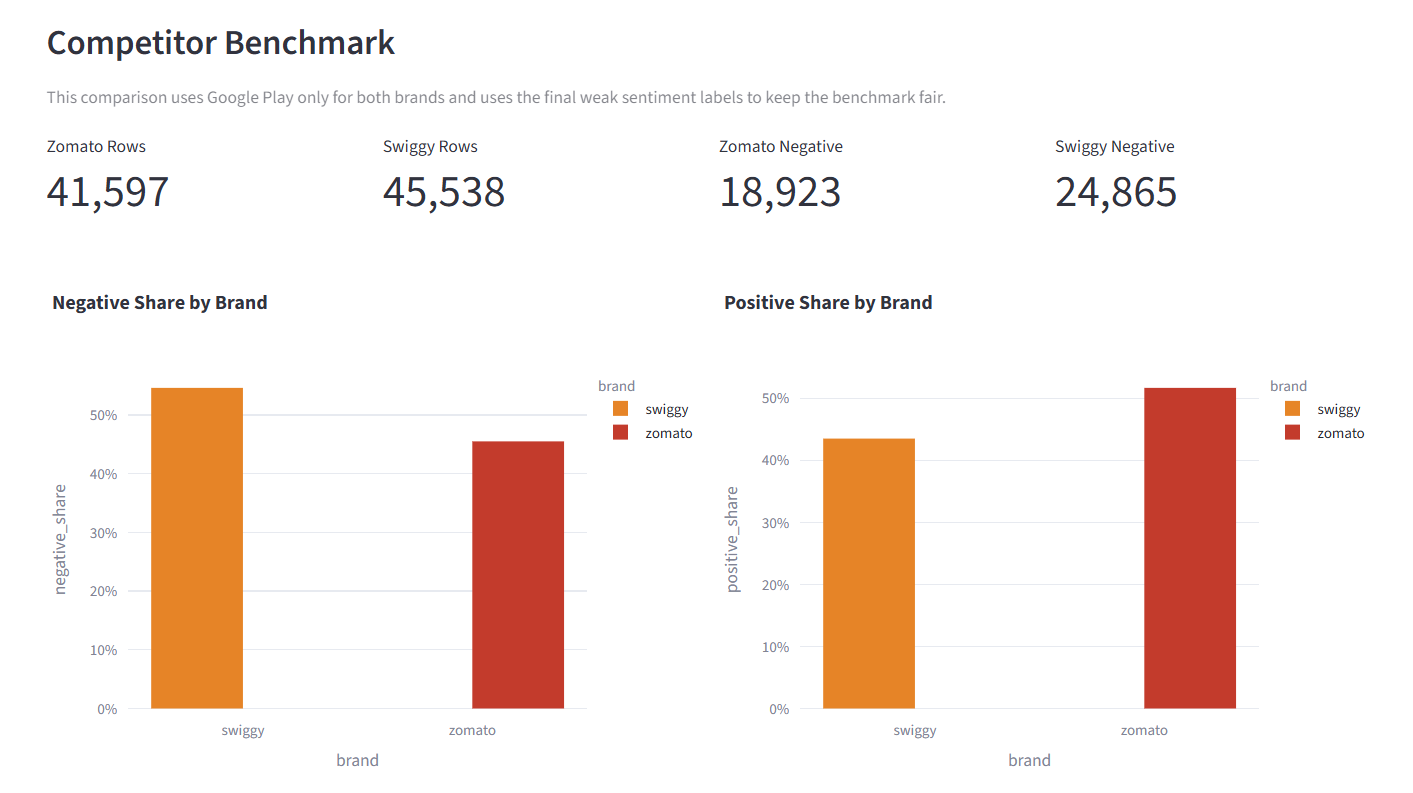 Competitor Benchmark
This comparison uses Google Play only for both brands and uses the final weak sentiment labels to keep the benchmark fair.
Zomato Rows
41,597
Swiggy Rows
45,538
Zomato Negative
18,923
Swiggy Negative
24,865
Negative Share by Brand
negative_share
50%
40%
30%
20%
10%
0%
swiggy
zomato
brand
brand
swiggy
zomato
Positive Share by Brand
positive_share
50%
40%
30%
20%
10%
0%
swiggy
zomato
brand
brand
swiggy
zomato